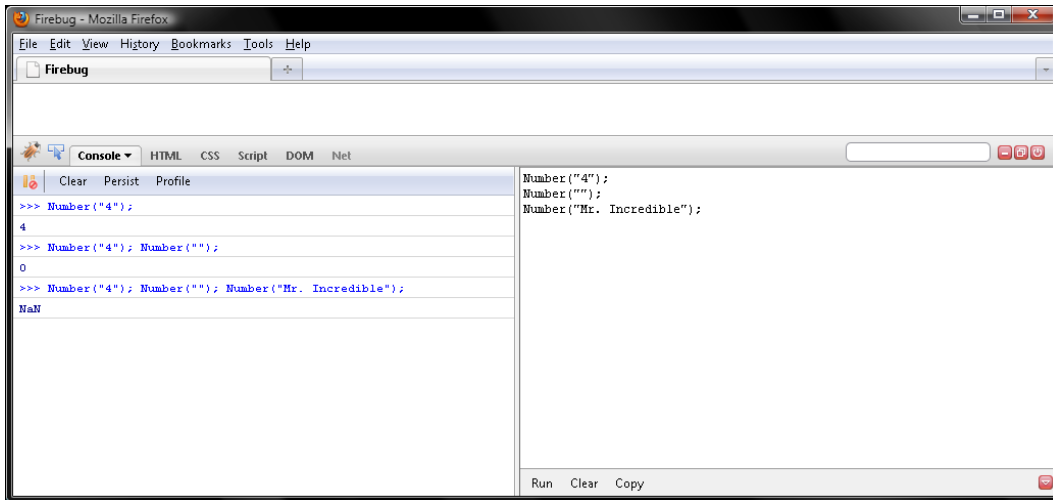 Firebug - Mozilla Firefox
File Edit View History Bookmarks Tools Help
Firebug
Console HTML CSS Script DOM Net
Clear Persist Profile
>>> Number("4");
4
>>> Number("4"); Number("");
0
>>> Number("4"); Number(""); Number("Mr. Incredible");
NaN
Number("4");
Number("");
Number("Mr. Incredible");
Run Clear Copy